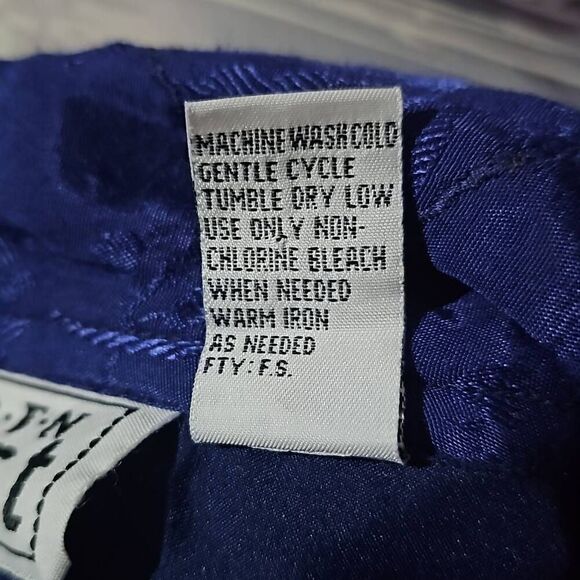 MACHINE WASH COLD
GENTLE CYCLE
TUMBLE DRY LOW
USE ONLY NON-
CHLORINE BLEACH
WHEN NEEDED
WARM IRON
AS NEEDED
FTY: F.S.